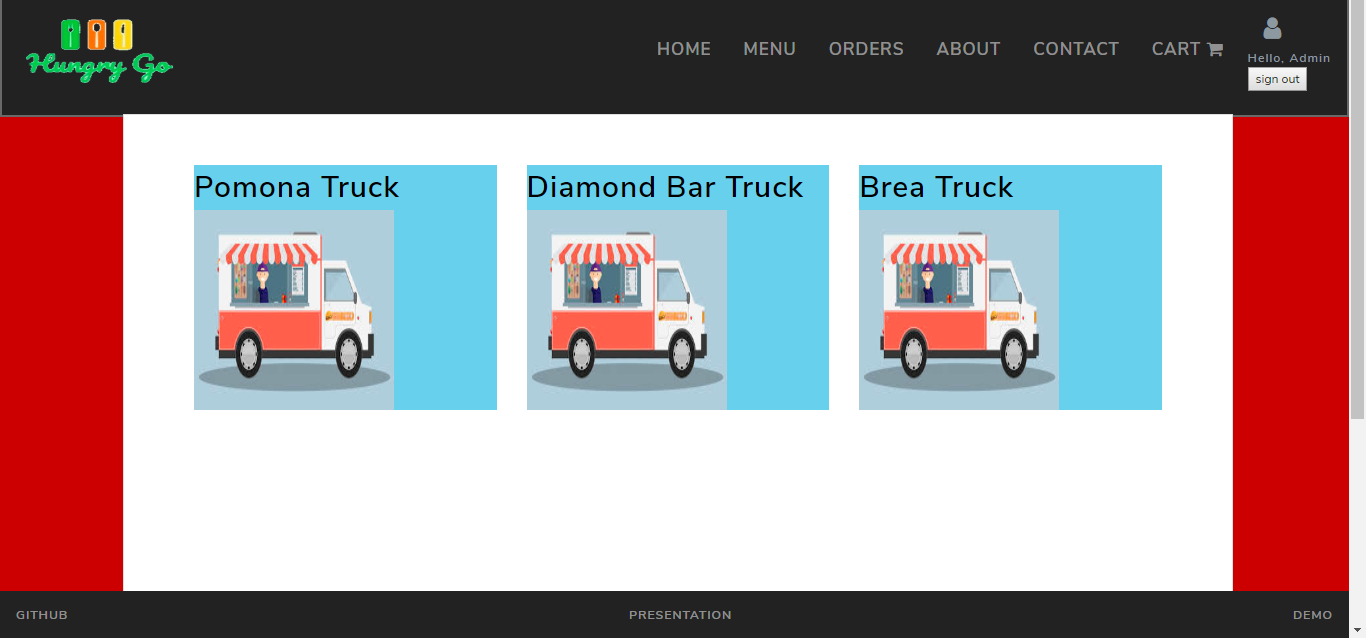 Hungry Go
HOME MENU ORDERS ABOUT CONTACT CART
Hello, Admin
sign out
Pomona Truck
Diamond Bar Truck
Brea Truck
GITHUB PRESENTATION DEMO